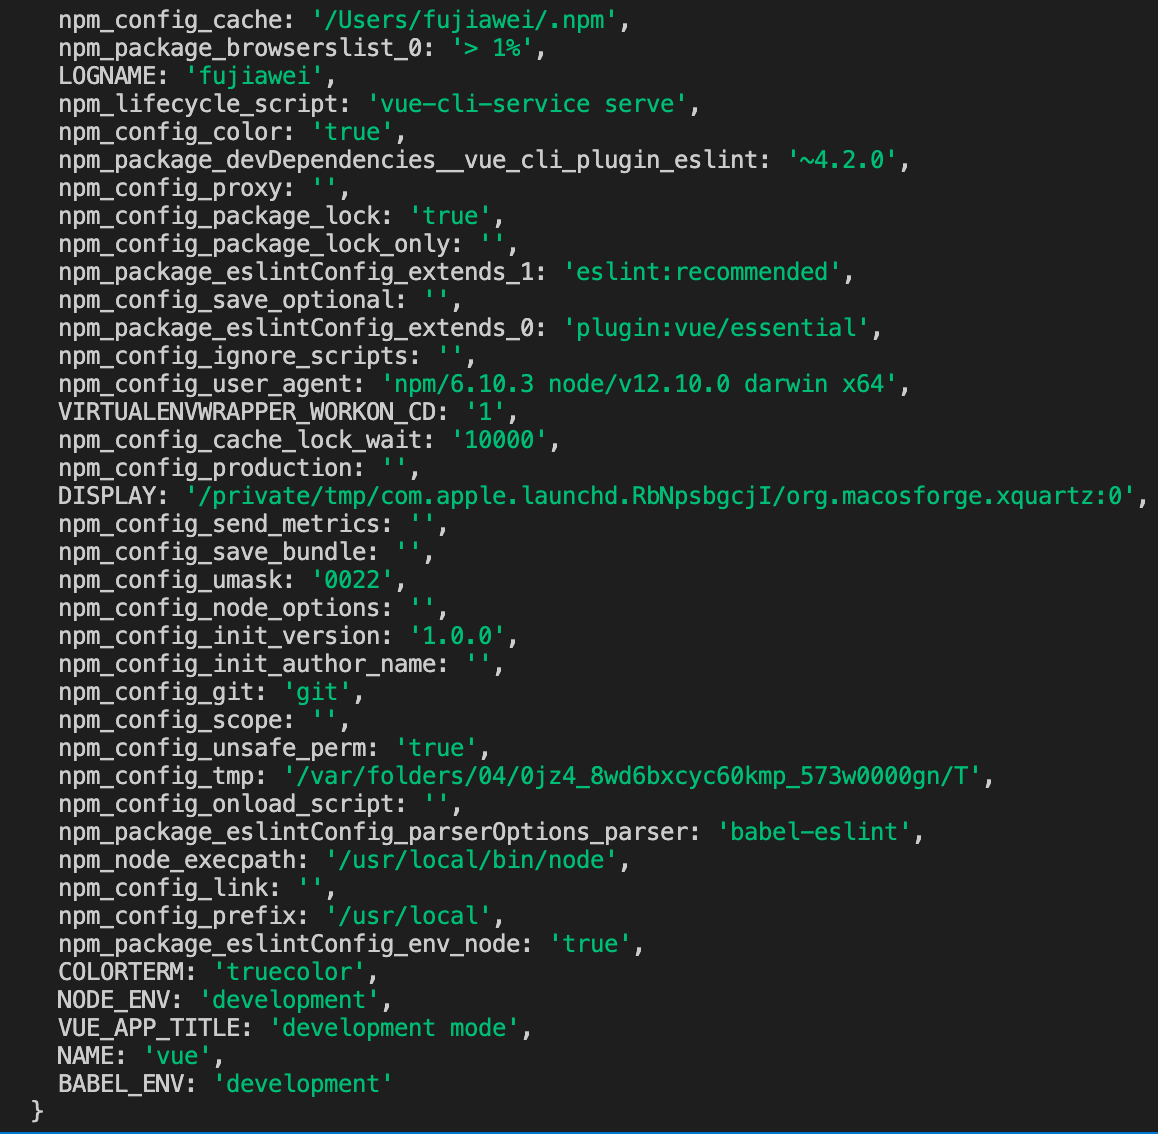 npm_config_cache: '/Users/fujiawei/.npm',
npm_package_browserslist_0: '> 1%',
LOGNAME: 'fujiawei',
npm_lifecycle_script: 'vue-cli-service serve',
npm_config_color: 'true',
npm_package_devDependencies__vue_cli_plugin_eslint: '~4.2.0',
npm_config_proxy: '',
npm_config_package_lock: 'true',
npm_config_package_lock_only: '',
npm_package_eslintConfig_extends_1: 'eslint:recommended',
npm_config_save_optional: '',
npm_package_eslintConfig_extends_0: 'plugin:vue/essential',
npm_config_ignore_scripts: '',
npm_config_user_agent: 'npm/6.10.3 node/v12.10.0 darwin x64',
VIRTUALENVWRAPPER_WORKON_CD: '1',
npm_config_cache_lock_wait: '10000',
npm_config_production: '',
DISPLAY: '/private/tmp/com.apple.launchd.RbNpsbgcjI/org.macosforge.xquartz:0',
npm_config_send_metrics: '',
npm_config_save_bundle: '',
npm_config_umask: '0022',
npm_config_node_options: '',
npm_config_init_version: '1.0.0',
npm_config_init_author_name: '',
npm_config_git: 'git',
npm_config_scope: '',
npm_config_unsafe_perm: 'true',
npm_config_tmp: '/var/folders/04/0jz4_8wd6bxcyc60kmp_573w0000gn/T',
npm_config_onload_script: '',
npm_package_eslintConfig_parserOptions_parser: 'babel-eslint',
npm_node_execpath: '/usr/local/bin/node',
npm_config_link: '',
npm_config_prefix: '/usr/local',
npm_package_eslintConfig_env_node: 'true',
COLORTERM: 'truecolor',
NODE_ENV: 'development',
VUE_APP_TITLE: 'development mode',
NAME: 'vue',
BABEL_ENV: 'development'
}